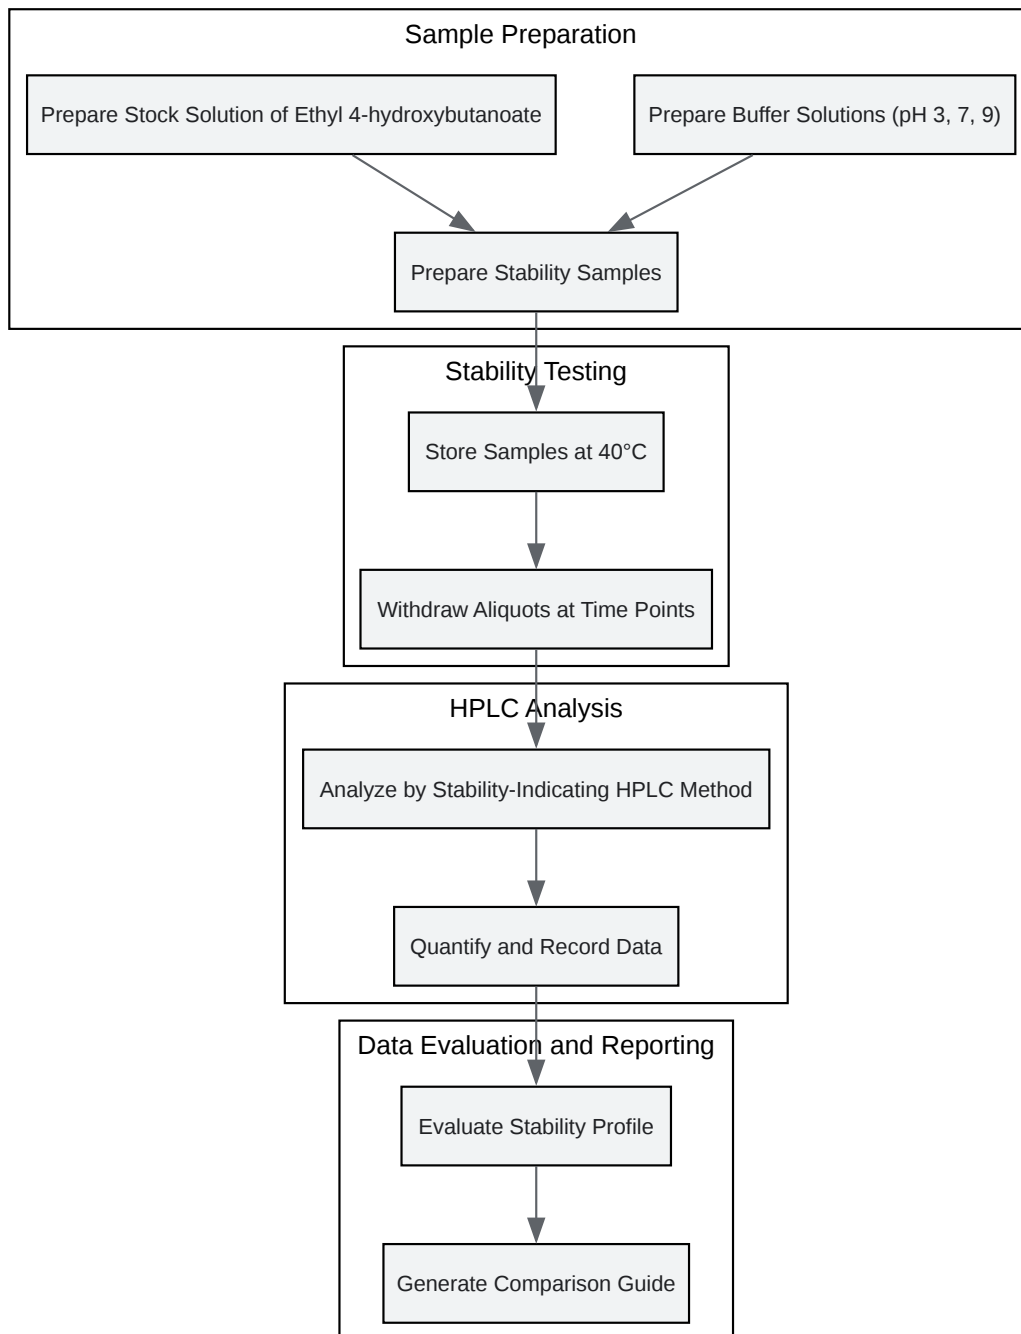 Sample Preparation
Prepare Stock Solution of Ethyl 4-hydroxybutanoate
Prepare Buffer Solutions (pH 3, 7, 9)
Prepare Stability Samples
Stability Testing
Store Samples at 40°C
Withdraw Aliquots at Time Points
HPLC Analysis
Analyze by Stability-Indicating HPLC Method
Quantify and Record Data
Data Evaluation and Reporting
Evaluate Stability Profile
Generate Comparison Guide